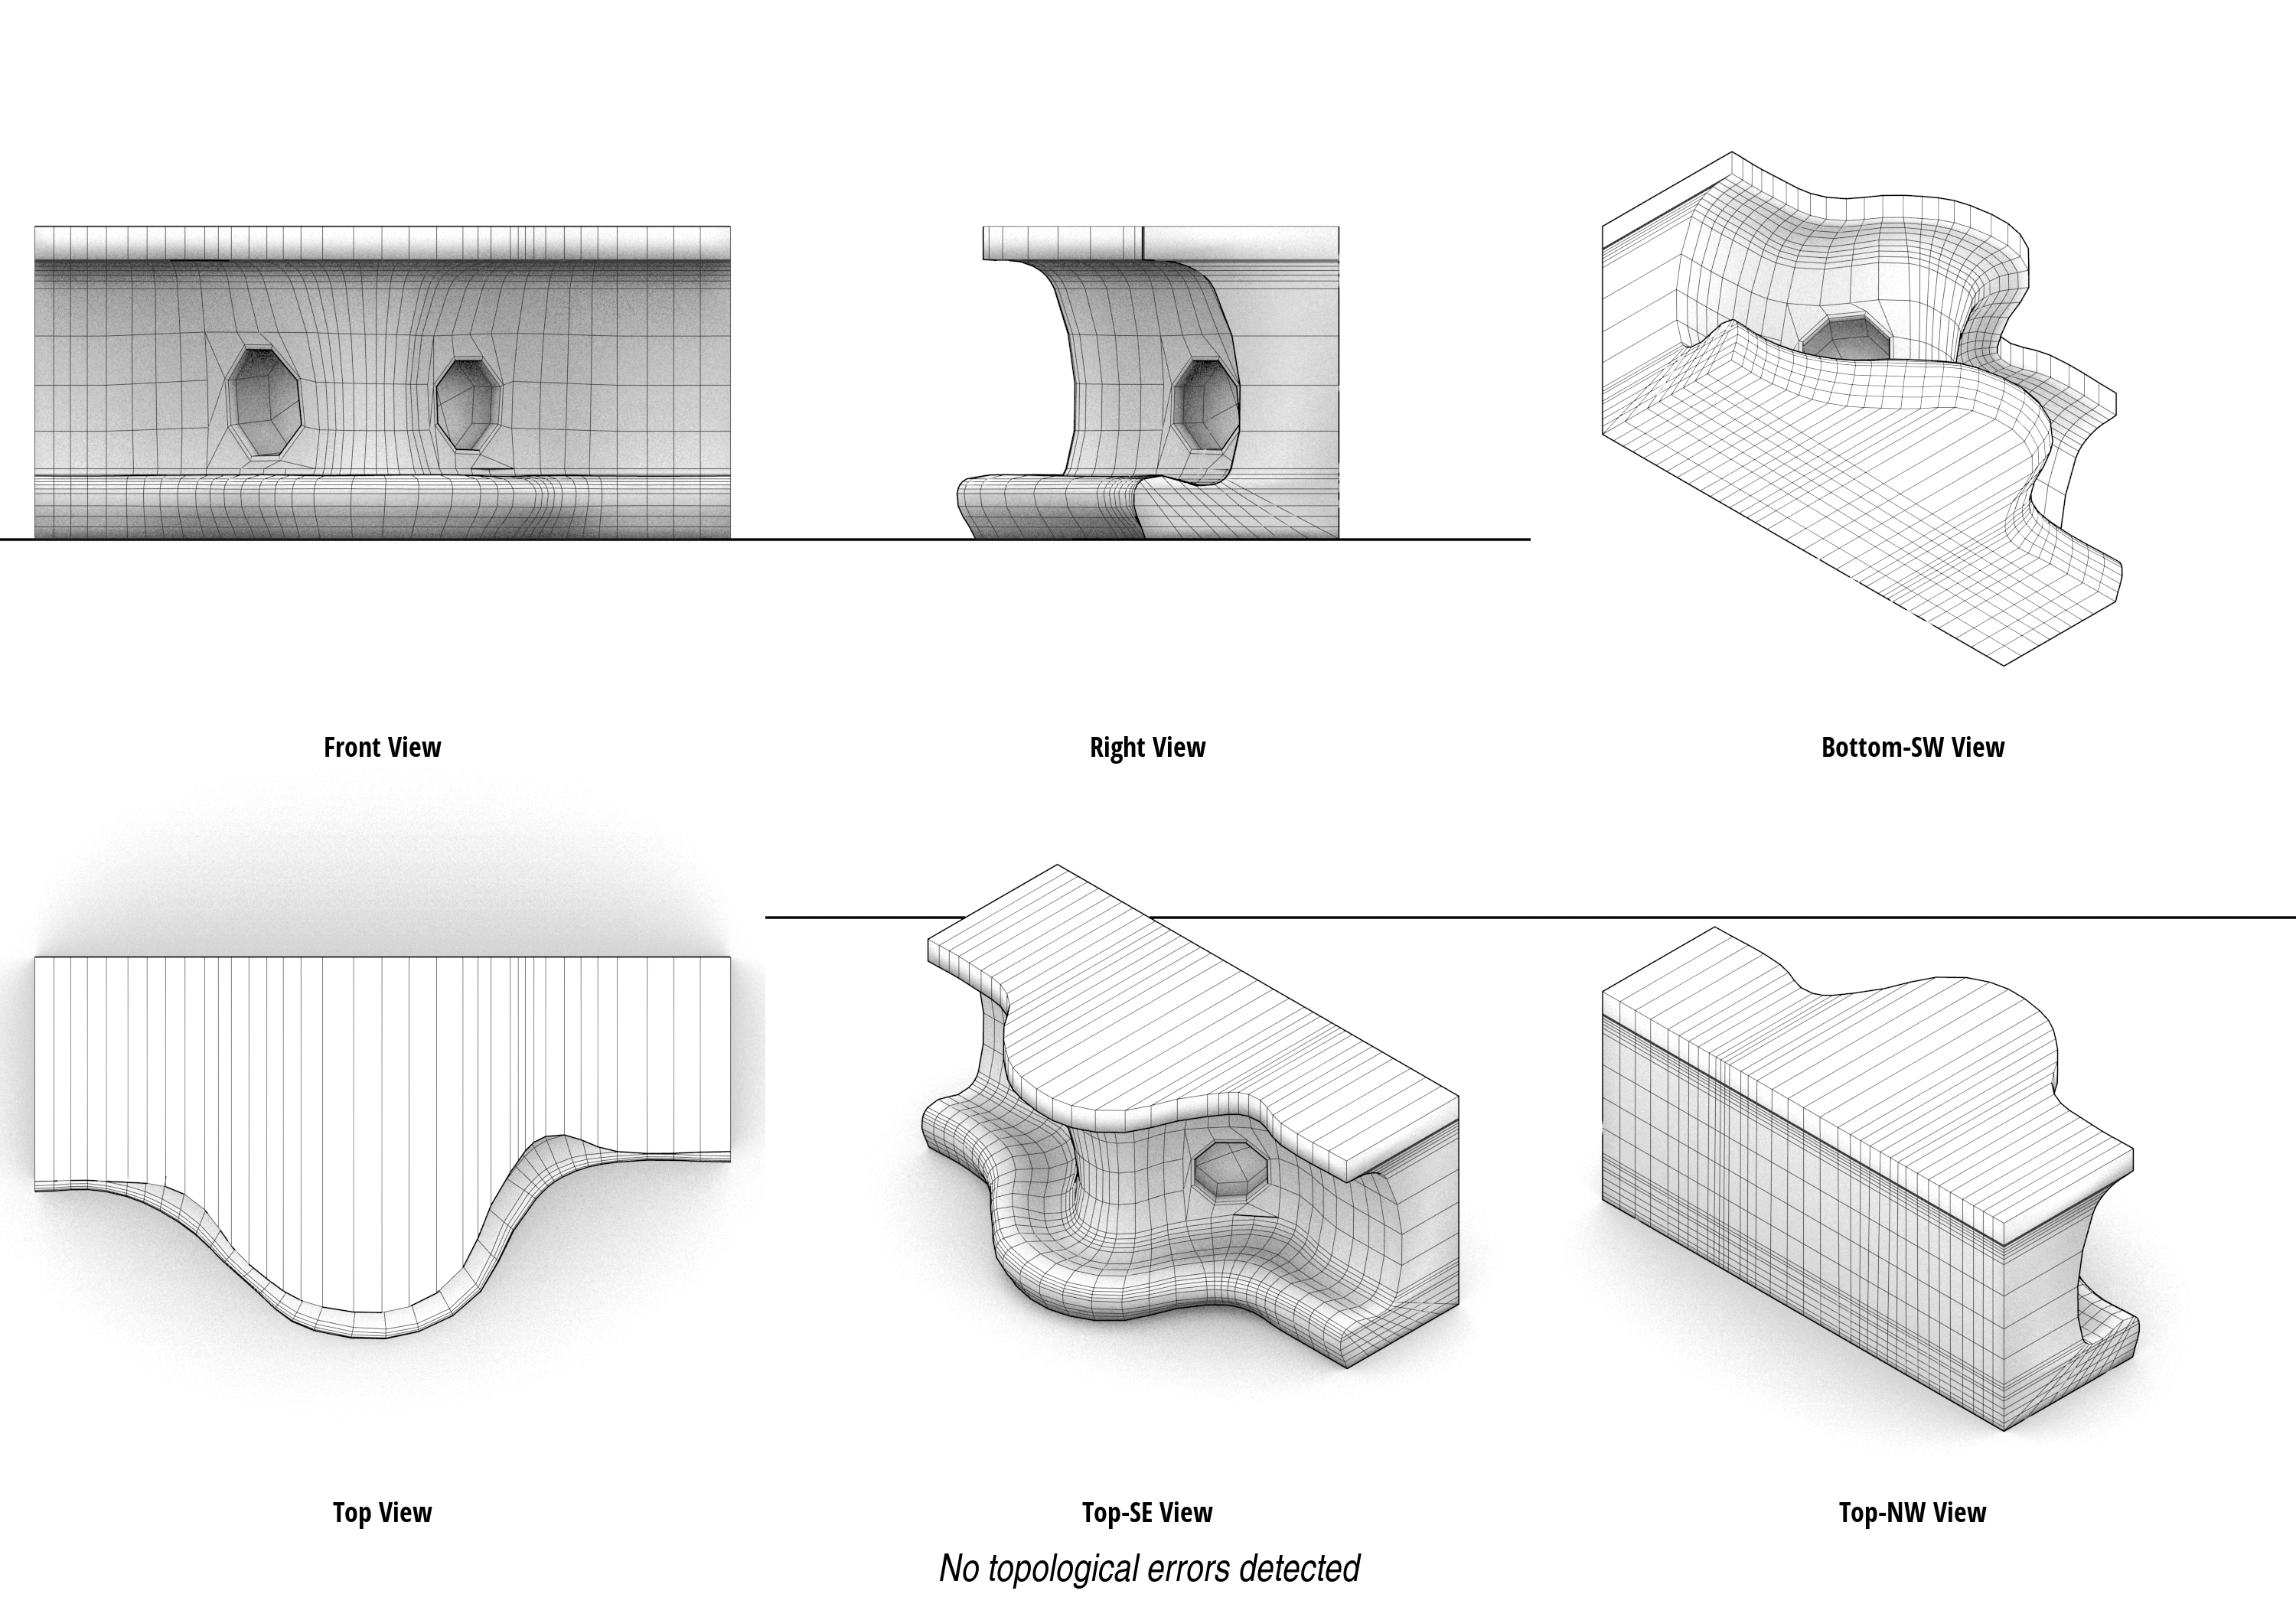 Front View
Right View
Bottom-SW View
Top View
Top-SE View
Top-NW View
No topological errors detected